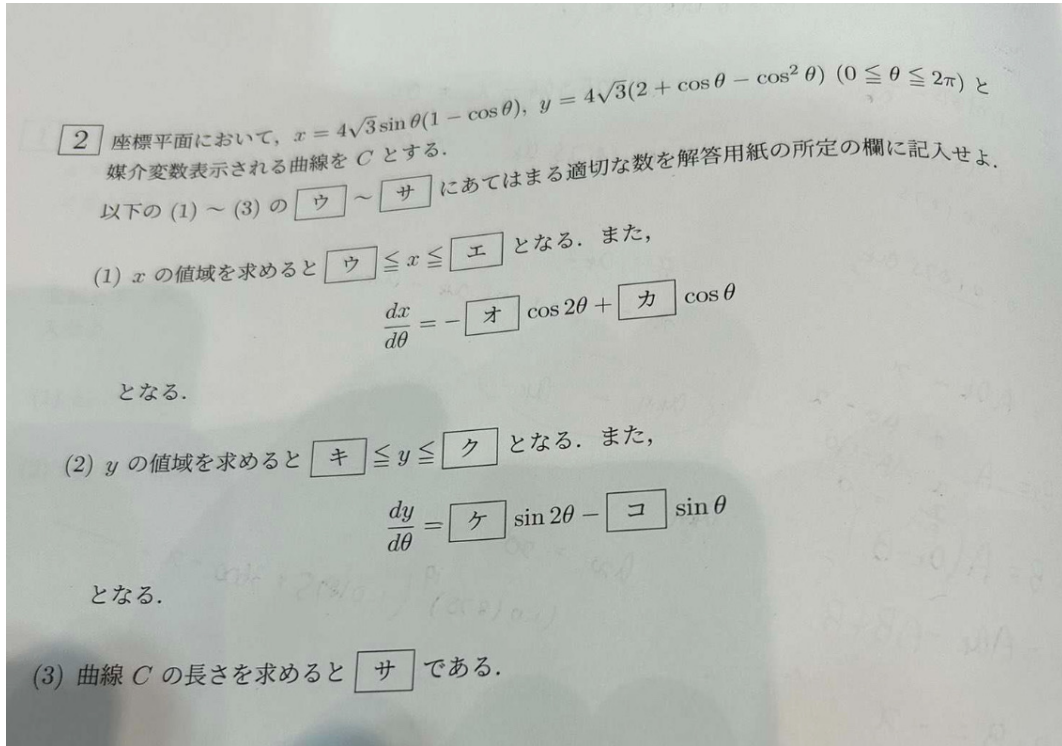 2 座標平面において, x = 4√3 sin θ(1 − cos θ), y = 4√3(2 + cos θ − cos² θ) (0 ≦ θ ≦ 2π) と
媒介変数表示される曲線を C とする.
以下の (1) ~ (3) の ウ ~ サ にあてはまる適切な数を解答用紙の所定の欄に記入せよ.
(1) x の値域を求めると ウ ≦ x ≦ エ となる. また,
dx/dθ = − オ cos 2θ + カ cos θ
となる.
(2) y の値域を求めると キ ≦ y ≦ ク となる. また,
dy/dθ = ケ sin 2θ − コ sin θ
となる.
(3) 曲線 C の長さを求めると サ である.